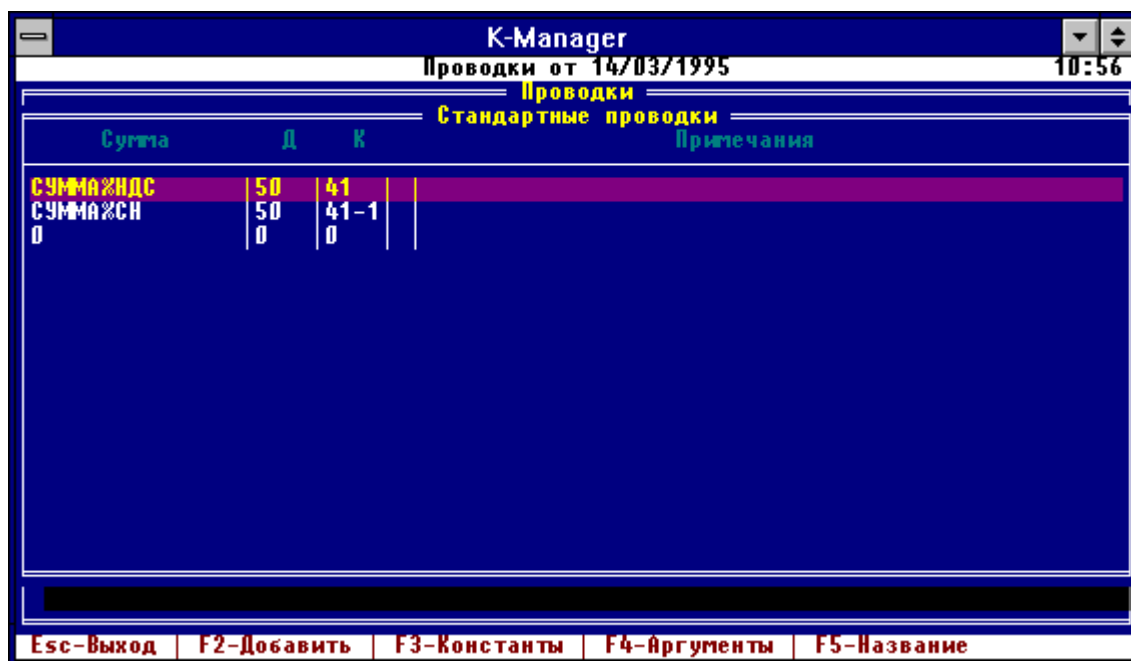 K-Manager
Проводки от 14/03/1995 10:56
Проводки
Стандартные проводки
Сумма Д К Примечания
СУММА%НДС 50 41
СУММА%СН 50 41-1
0 0 0
Esc-Выход F2-Добавить F3-Константы F4-Аргументы F5-Название